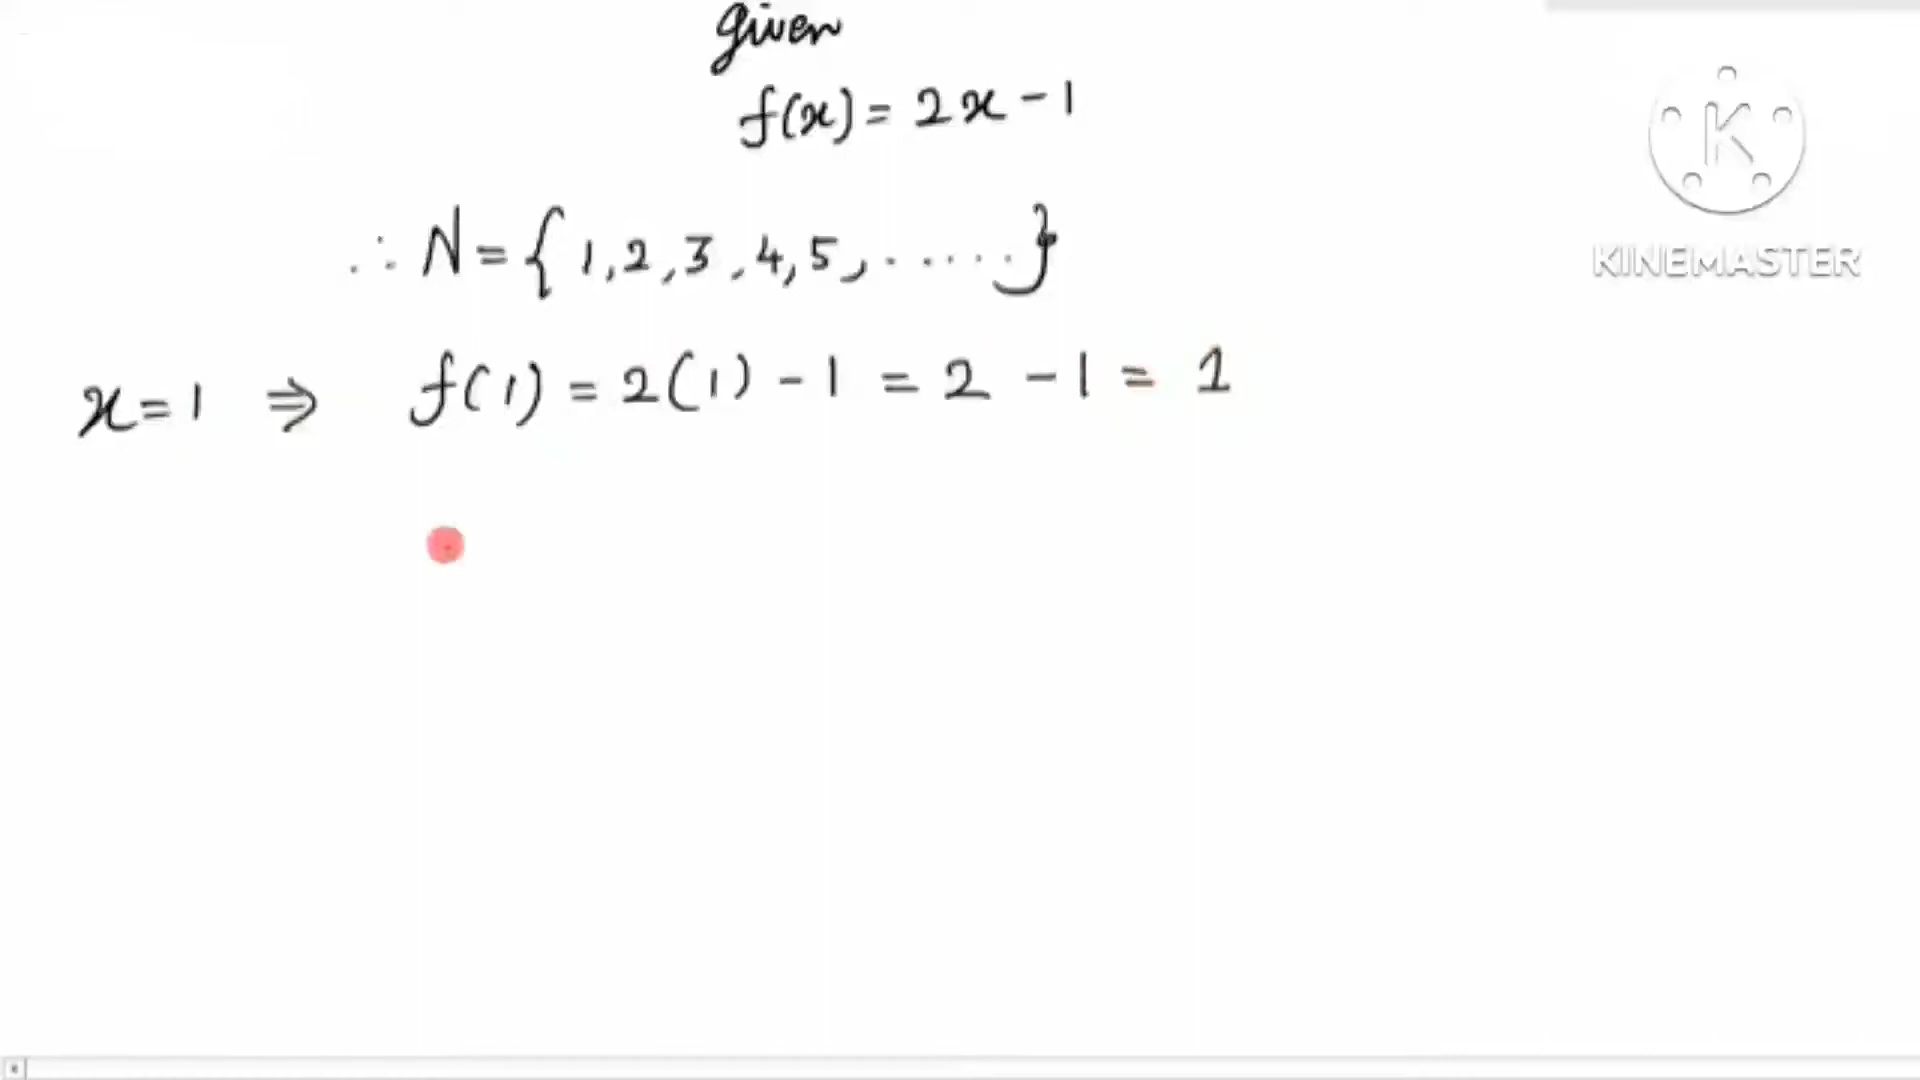 given
f(x) = 2x - 1
∴ N = {1, 2, 3, 4, 5, .....}
x = 1 ⇒ f(1) = 2(1) - 1 = 2 - 1 = 1
K
KINEMASTER